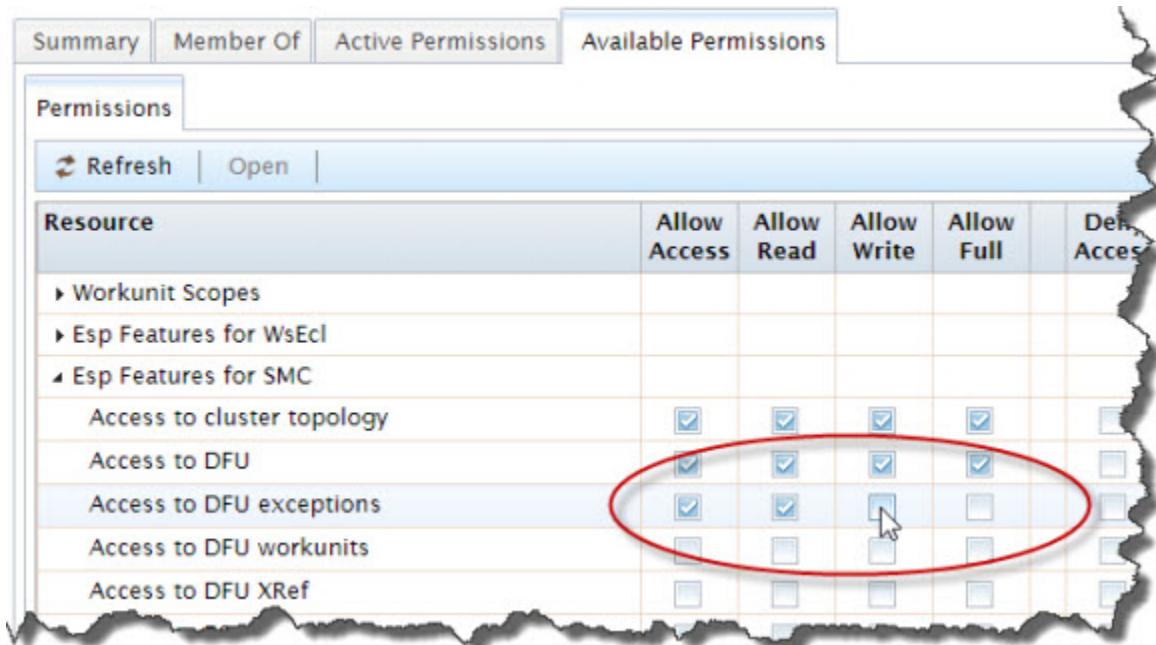 Summary Member Of Active Permissions Available Permissions
Permissions
Refresh Open
Resource Allow Access Allow Read Allow Write Allow Full
Workunit Scopes
Esp Features for WsEcl
Esp Features for SMC
Access to cluster topology
Access to DFU
Access to DFU exceptions
Access to DFU workunits
Access to DFU XRef